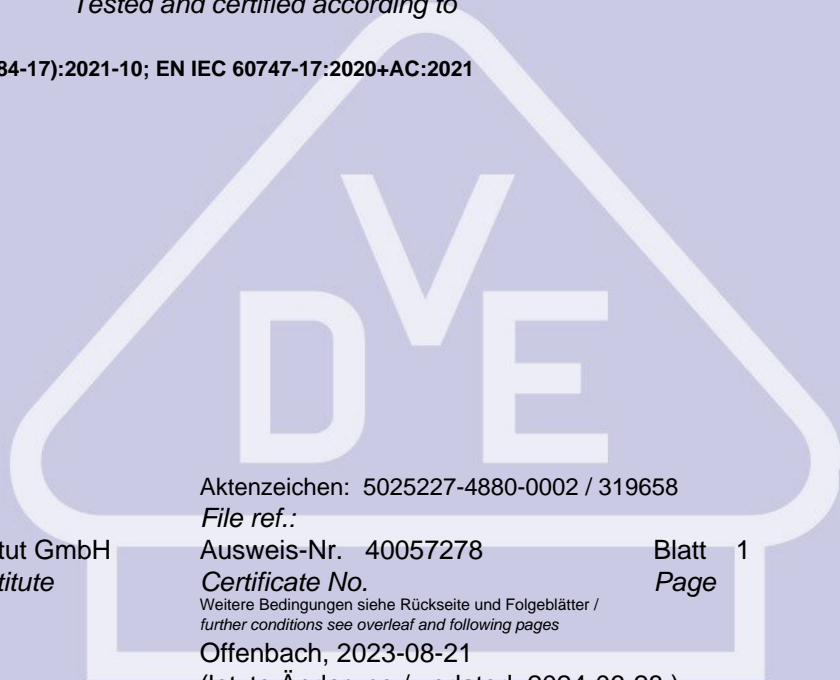 Tested and certified according to
84-17):2021-10; EN IEC 60747-17:2020+AC:2021
VDE
Aktenzeichen: 5025227-4880-0002 / 319658
File ref.:
tut GmbH Ausweis-Nr. 40057278 Blatt 1
titute Certificate No. Page
Weitere Bedingungen siehe Rückseite und Folgeblätter /
further conditions see overleaf and following pages
Offenbach, 2023-08-21